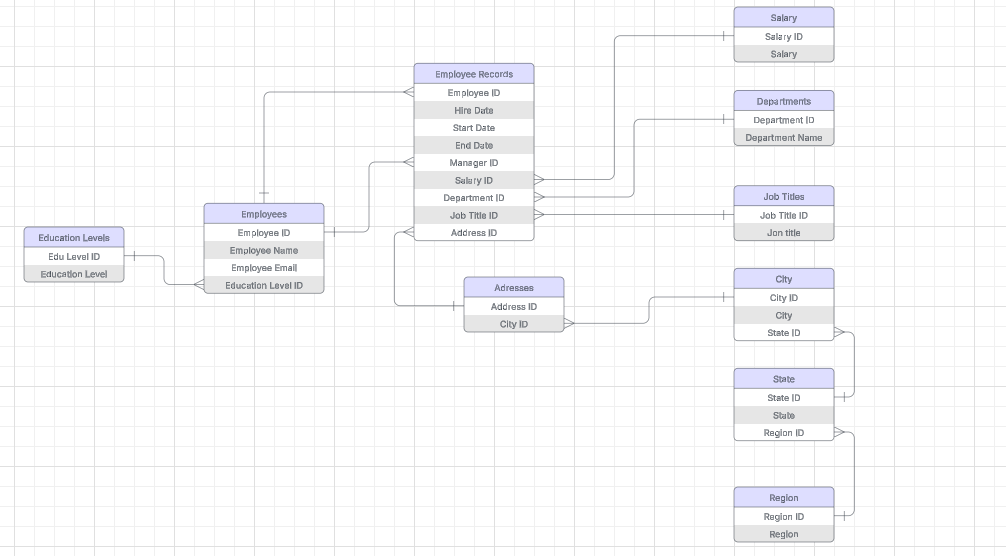 Salary
Salary ID
Salary
Employee Records
Employee ID
Hire Date
Start Date
End Date
Manager ID
Salary ID
Department ID
Job Title ID
Address ID
Departments
Department ID
Department Name
Job Titles
Job Title ID
Jon title
Employees
Employee ID
Employee Name
Employee Email
Education Level ID
Education Levels
Edu Level ID
Education Level
Adresses
Address ID
City ID
City
City ID
City
State ID
State
State ID
State
Region ID
Region
Region ID
Region